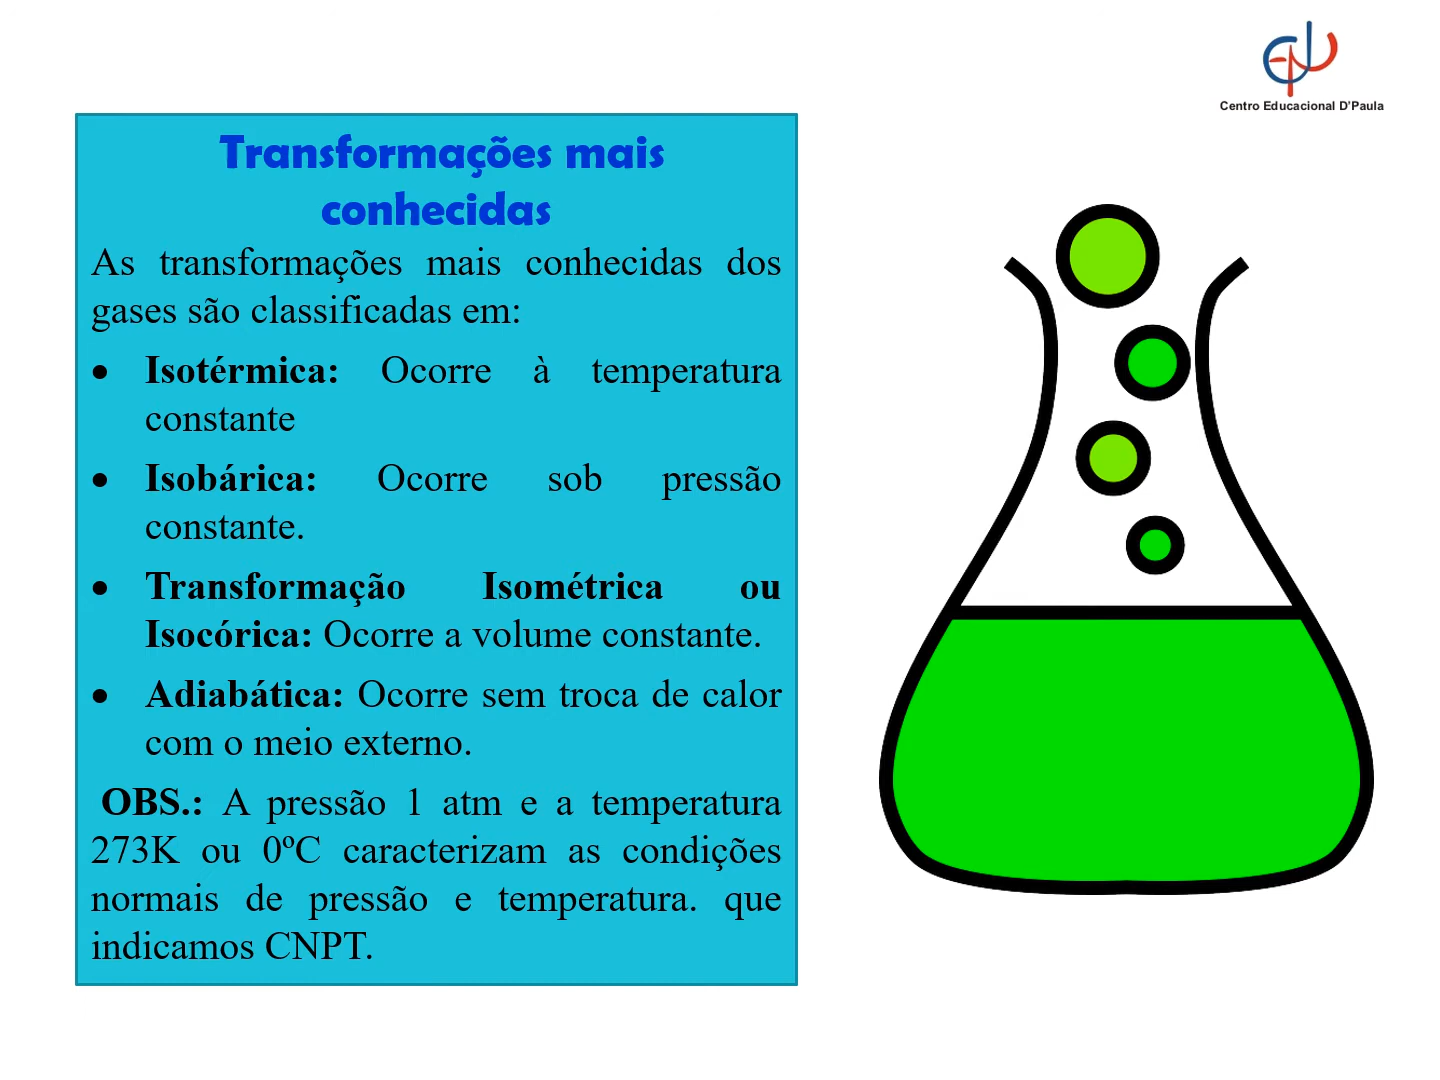 Centro Educacional D'Paula
Transformações mais
conhecidas
As transformações mais conhecidas dos
gases são classificadas em:
• Isotérmica: Ocorre à temperatura
constante
• Isobárica: Ocorre sob pressão
constante.
• Transformação Isométrica ou
Isocórica: Ocorre a volume constante.
• Adiabática: Ocorre sem troca de calor
com o meio externo.
OBS.: A pressão 1 atm e a temperatura
273K ou 0ºC caracterizam as condições
normais de pressão e temperatura. que
indicamos CNPT.